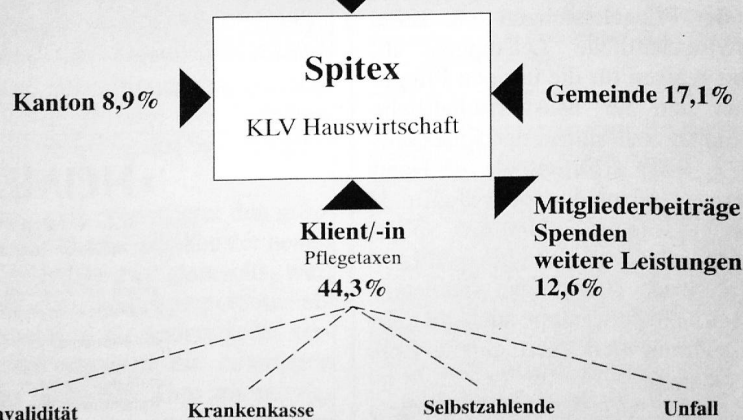 Spitex
KLV Hauswirtschaft
Kanton 8,9%
Gemeinde 17,1%
Klient/-in
Pflegetaxen
44,3%
Mitgliederbeiträge
Spenden
weitere Leistungen
12,6%
Krankenkasse
Selbstzahlende
Unfall